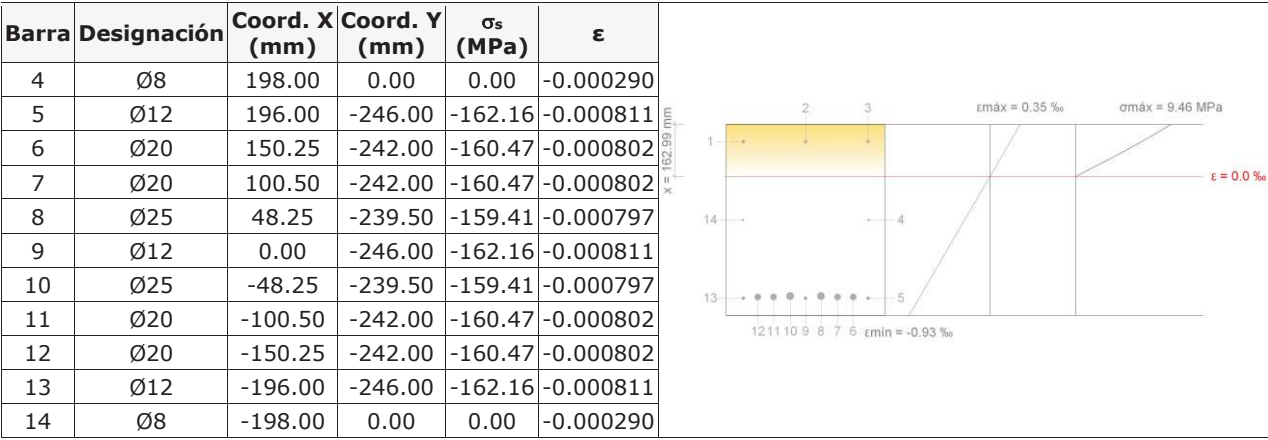 Barra Designación Coord. X (mm) Coord. Y (mm) σs (MPa) ε
4 Ø8 198.00 0.00 0.00 -0.000290
5 Ø12 196.00 -246.00 -162.16 -0.000811
6 Ø20 150.25 -242.00 -160.47 -0.000802
7 Ø20 100.50 -242.00 -160.47 -0.000802
8 Ø25 48.25 -239.50 -159.41 -0.000797
9 Ø12 0.00 -246.00 -162.16 -0.000811
10 Ø25 -48.25 -239.50 -159.41 -0.000797
11 Ø20 -100.50 -242.00 -160.47 -0.000802
12 Ø20 -150.25 -242.00 -160.47 -0.000802
13 Ø12 -196.00 -246.00 -162.16 -0.000811
14 Ø8 -198.00 0.00 0.00 -0.000290
2 3 εmáx = 0.35 ‰ σmáx = 9.46 MPa
1
x = 162.99 mm
ε = 0.0 ‰
14 4
13 5
12 11 10 9 8 7 6 εmín = -0.93 ‰